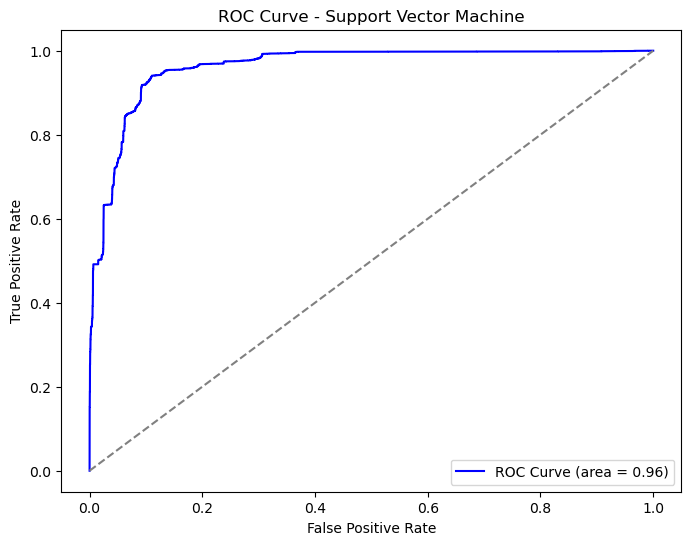 ROC Curve - Support Vector Machine
True Positive Rate
1.0
0.8
0.6
0.4
0.2
0.0
0.0 0.2 0.4 0.6 0.8 1.0
False Positive Rate
ROC Curve (area = 0.96)